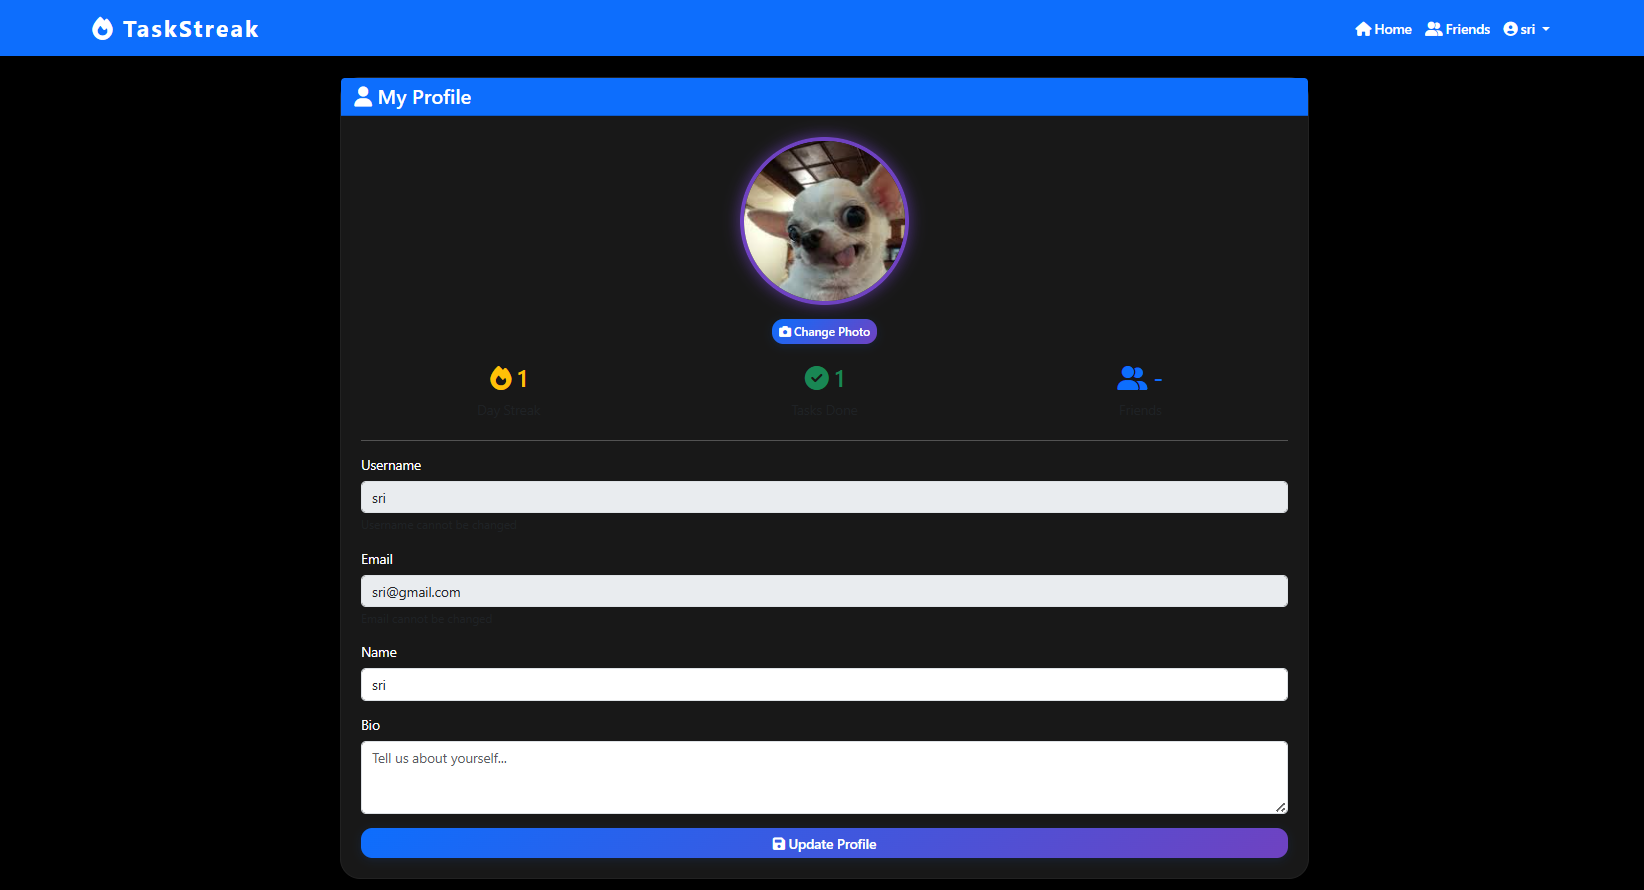 TaskStreak
Home Friends sri
My Profile
Change Photo
1 1 -
Day Streak Tasks Done Friends
Username
sri
Username cannot be changed
Email
sri@gmail.com
Email cannot be changed
Name
sri
Bio
Tell us about yourself...
Update Profile